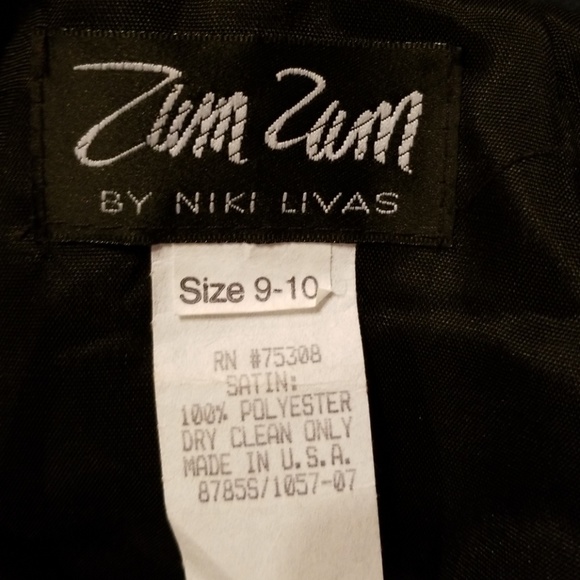 Zum Zum
BY NIKI LIVAS
Size 9-10
RN #75308
SATIN:
100% POLYESTER
DRY CLEAN ONLY
MADE IN U.S.A.
8785S/1057-07